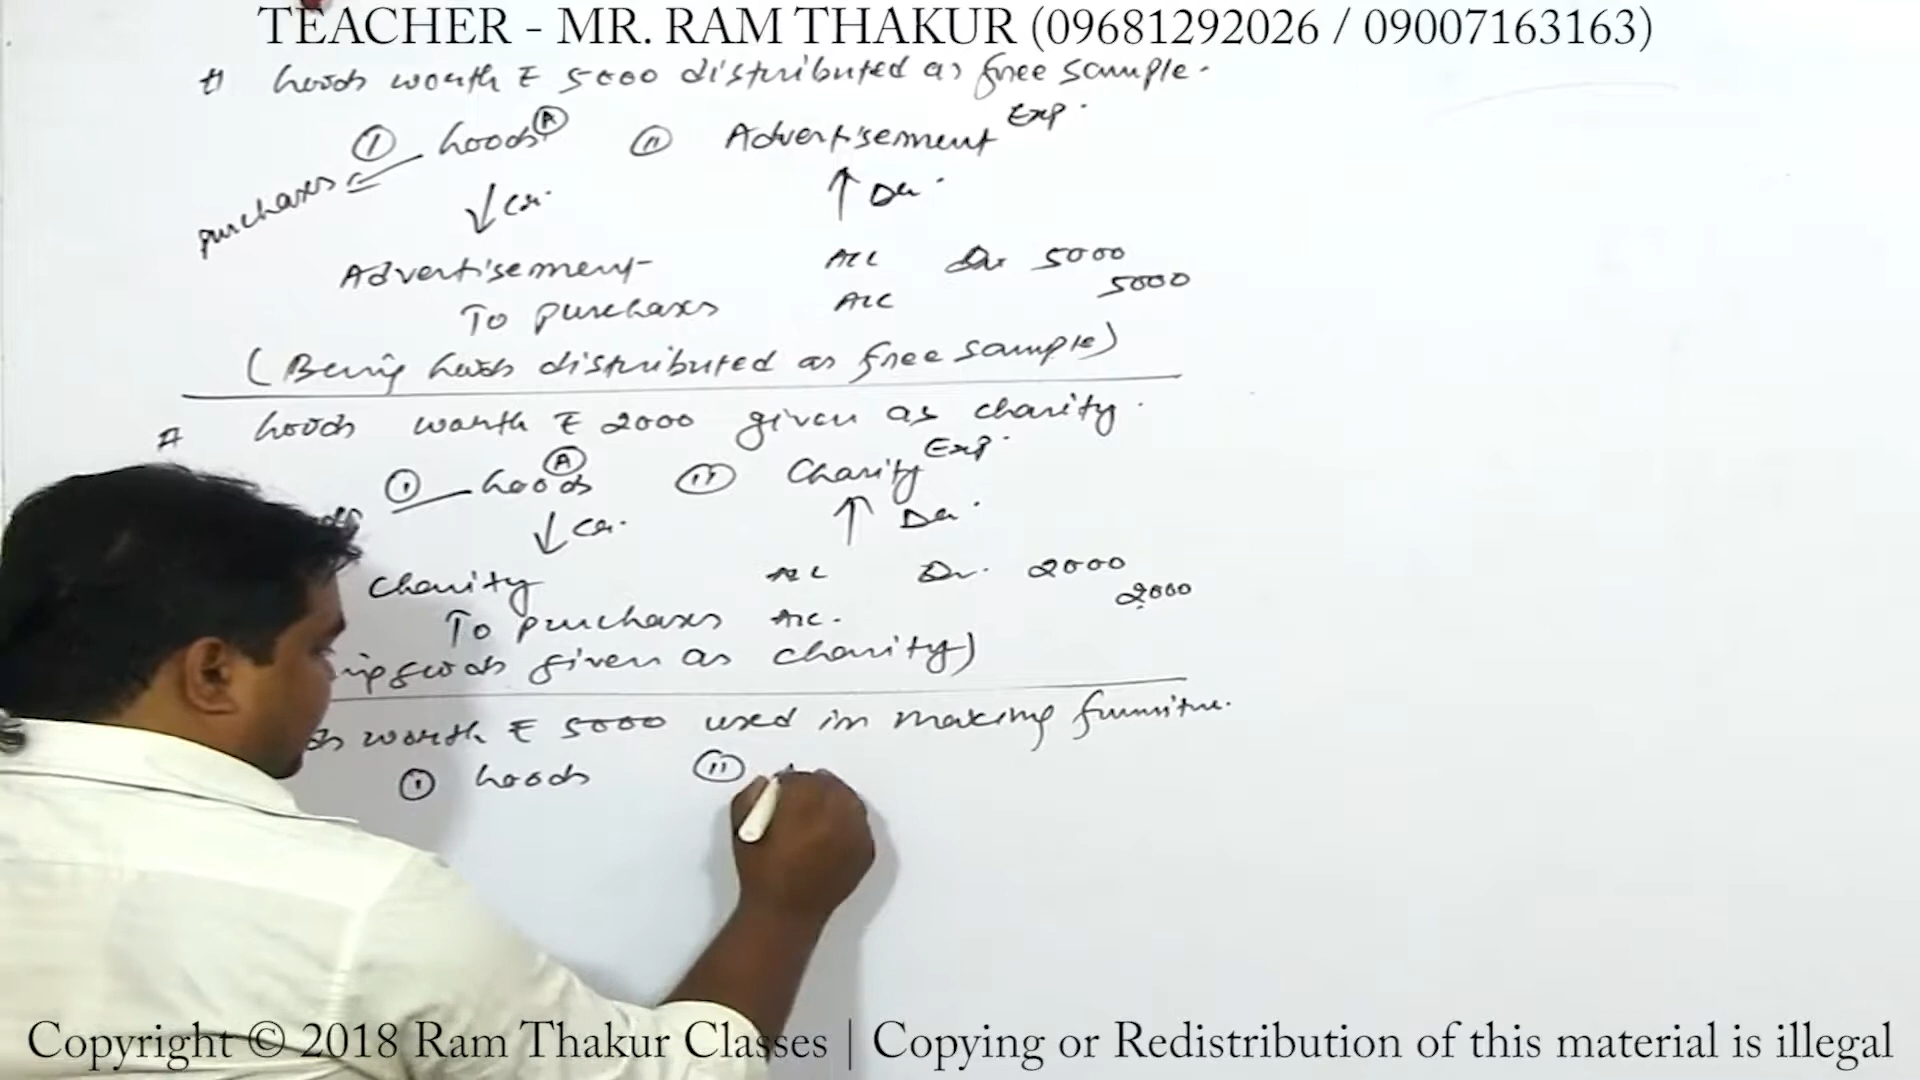 TEACHER - MR. RAM THAKUR (09681292026 / 09007163163)
# Goods worth ₹ 5000 distributed as free sample.
① Goods Ⓐ ⑪ Advertisement Exp.
purchases
↓ Cr. ↑ Dr.
Advertisement A/c Dr 5000
To purchases A/c 5000
(Being Goods distributed as free sample)
# Goods worth ₹ 2000 given as charity.
① Goods Ⓐ ⑪ Charity Exp.
↓ Cr. ↑ Dr.
Charity A/c Dr. 2000
To purchases A/c. 2000
goods given as charity)
worth ₹ 5000 used in making furniture.
① Goods ⑪
Copyright © 2018 Ram Thakur Classes | Copying or Redistribution of this material is illegal